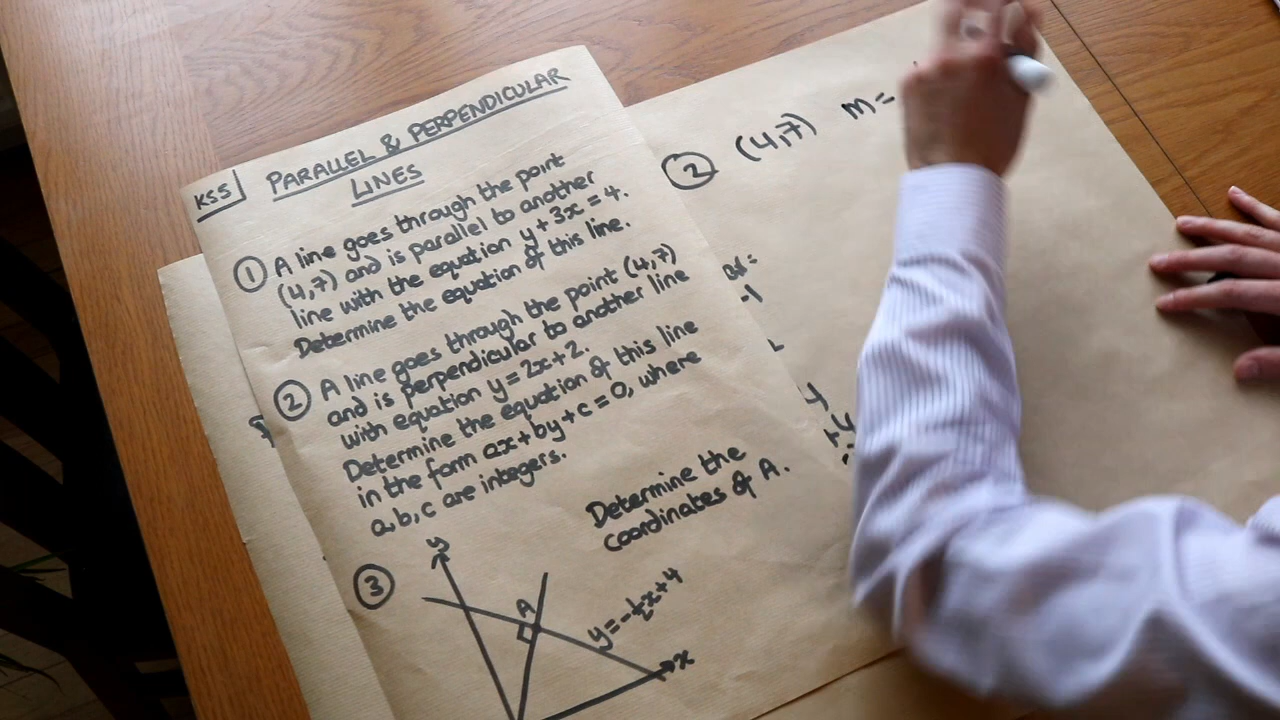 KS5
PARALLEL & PERPENDICULAR
LINES
① A line goes through the point
(4,7) and is parallel to another
line with the equation y + 3x = 4.
Determine the equation of this line.
② A line goes through the point (4,7)
and is perpendicular to another line
with equation y = 2x + 2.
Determine the equation of this line
in the form ax + by + c = 0, where
a, b, c are integers.
③
Determine the
coordinates of A.
y
A
y = -½x + 4
x
② (4,7) m =